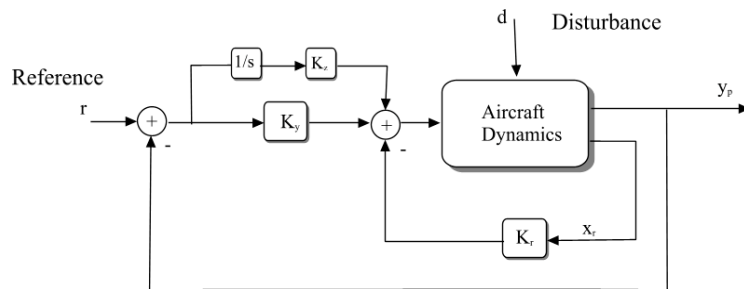 Disturbance
d
Reference
r
1/s
K_z
K_y
+
-
+
-
Aircraft
Dynamics
y_p
x_r
K_r